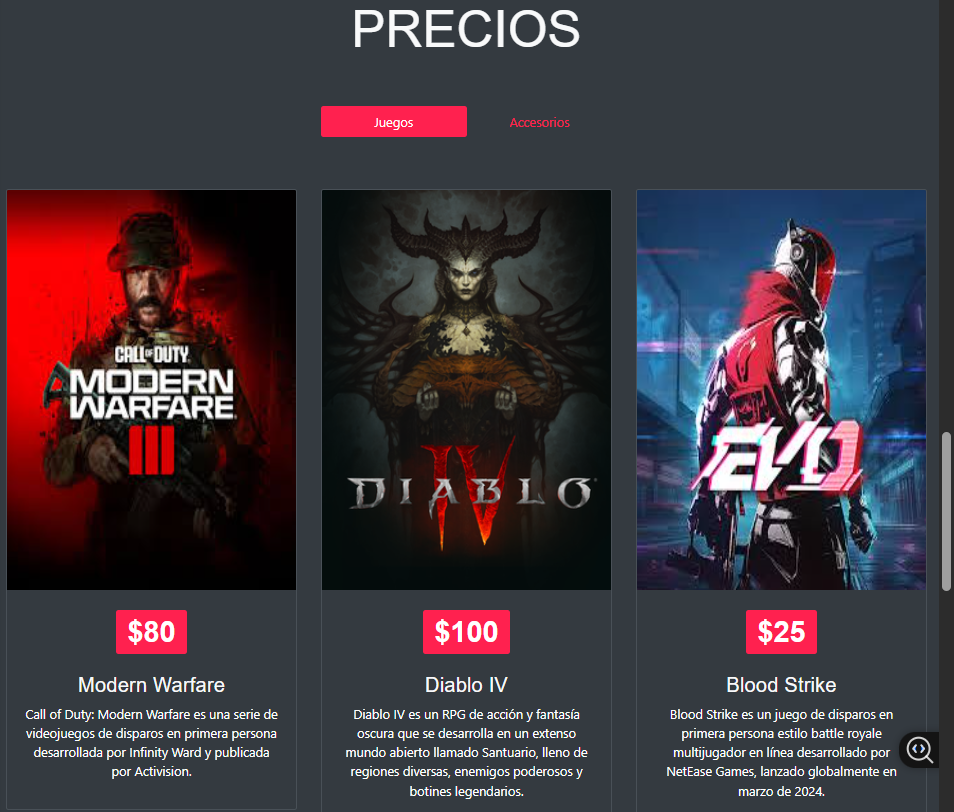 PRECIOS
Juegos
Accesorios
CALL OF DUTY
MODERN
WARFARE
III
DIABLO
IV
EVO
$80
Modern Warfare
Call of Duty: Modern Warfare es una serie de
videojuegos de disparos en primera persona
desarrollada por Infinity Ward y publicada
por Activision.
$100
Diablo IV
Diablo IV es un RPG de acción y fantasía
oscura que se desarrolla en un extenso
mundo abierto llamado Santuario, lleno de
regiones diversas, enemigos poderosos y
botines legendarios.
$25
Blood Strike
Blood Strike es un juego de disparos en
primera persona estilo battle royale
multijugador en línea desarrollado por
NetEase Games, lanzado globalmente en
marzo de 2024.